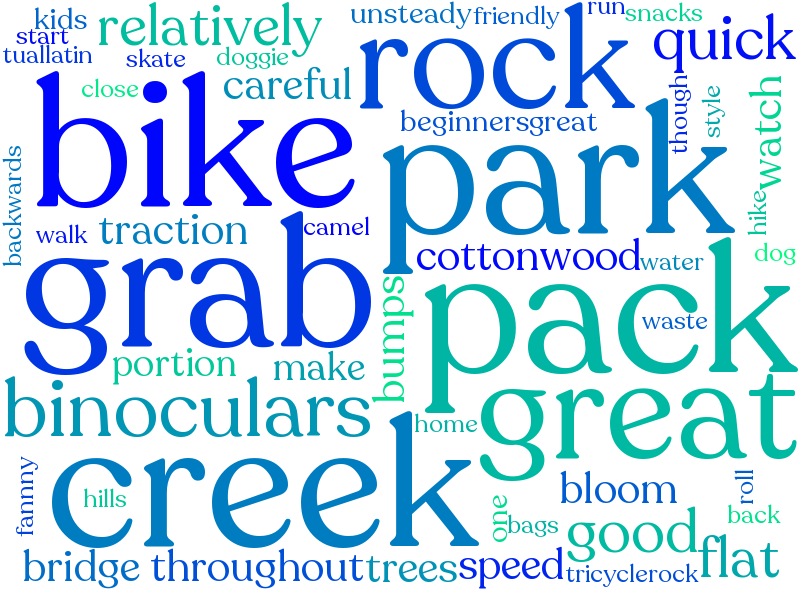 kids
relatively
unsteady
friendly
run
snacks
start
tuallatin
skate
doggie
quick
close
careful
rock
though
style
watch
bike
beginnersgreat
park
backwards
walk
traction
camel
hike
cottonwood
water
dog
grab
bumps
pack
waste
portion
make
binoculars
home
great
creek
hills
fannny
one
bags
bloom
roll
back
good
bridge
throughout
trees
speed
tricyclerock
flat